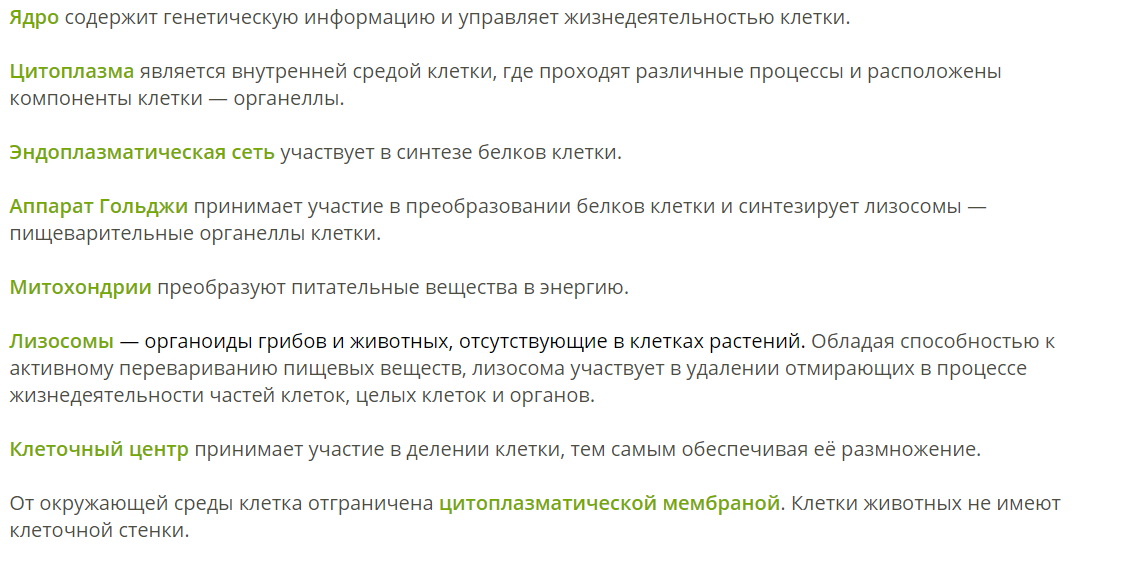 Ядро содержит генетическую информацию и управляет жизнедеятельностью клетки.
Цитоплазма является внутренней средой клетки, где проходят различные процессы и расположены
компоненты клетки — органеллы.
Эндоплазматическая сеть участвует в синтезе белков клетки.
Аппарат Гольджи принимает участие в преобразовании белков клетки и синтезирует лизосомы —
пищеварительные органеллы клетки.
Митохондрии преобразуют питательные вещества в энергию.
Лизосомы — органоиды грибов и животных, отсутствующие в клетках растений. Обладая способностью к
активному перевариванию пищевых веществ, лизосома участвует в удалении отмирающих в процессе
жизнедеятельности частей клеток, целых клеток и органов.
Клеточный центр принимает участие в делении клетки, тем самым обеспечивая её размножение.
От окружающей среды клетка отграничена цитоплазматической мембраной. Клетки животных не имеют
клеточной стенки.